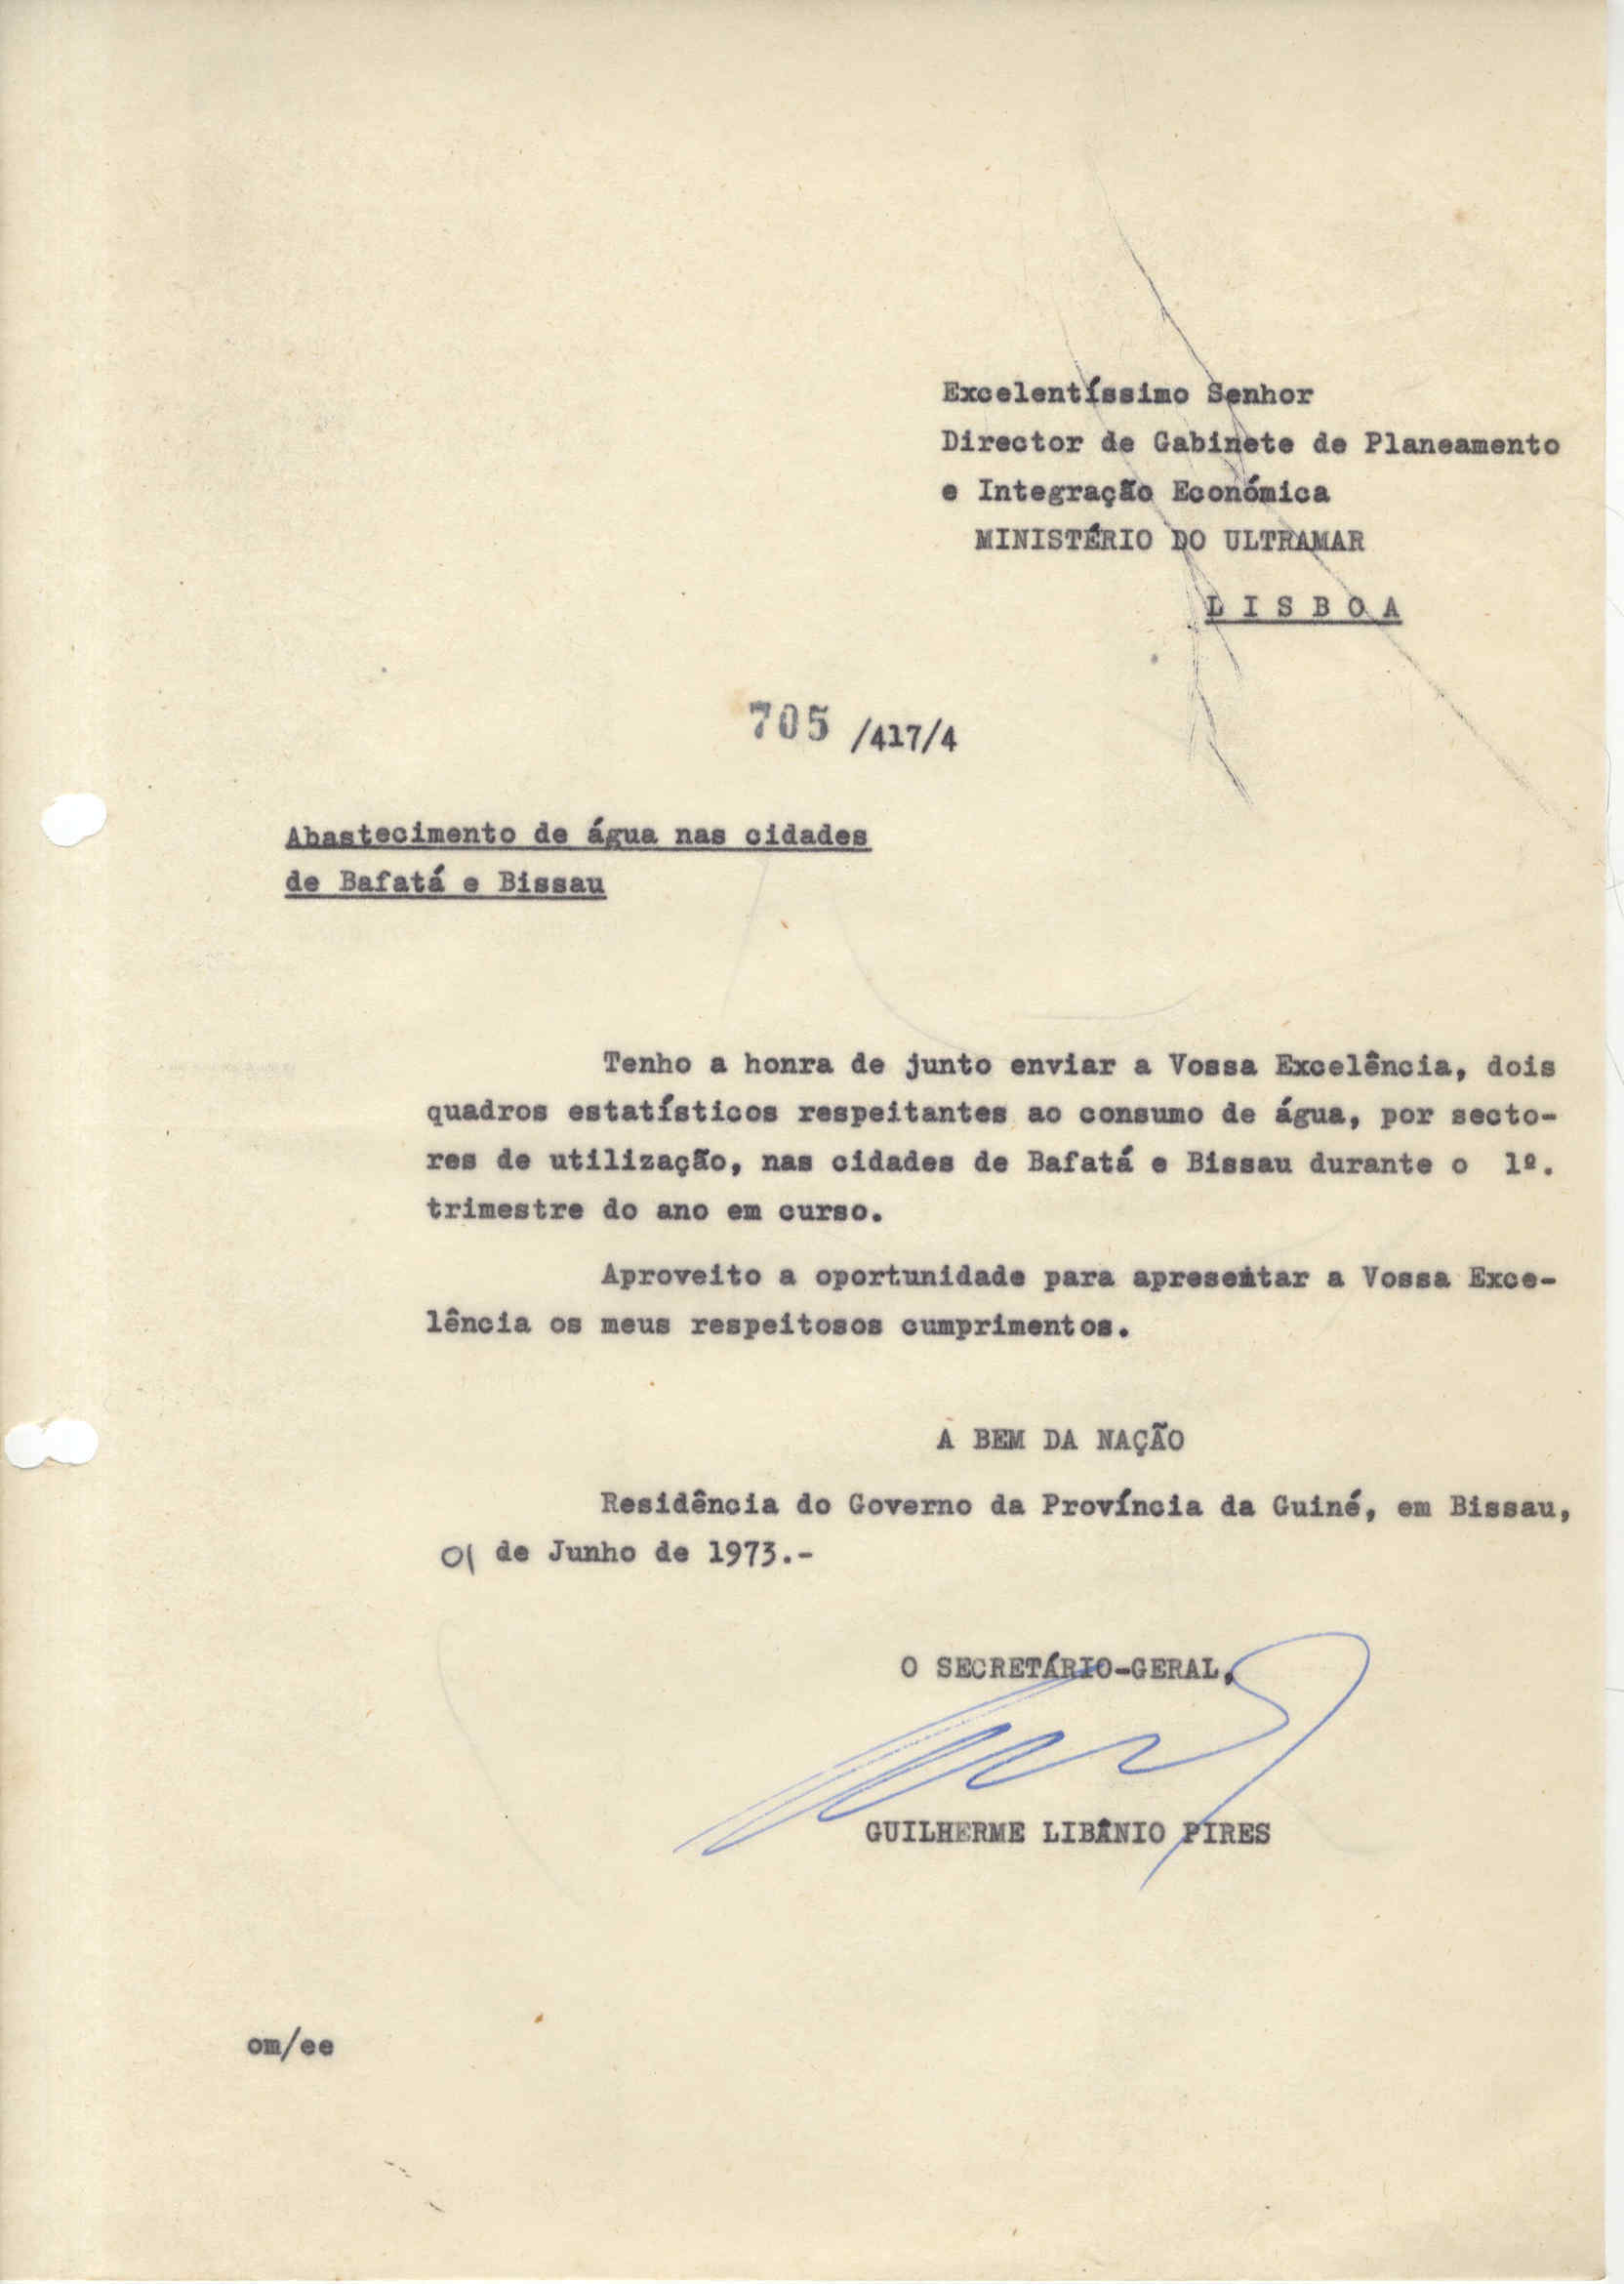 Excelentíssimo Senhor
Director de Gabinete de Planeamento
e Integração Económica
MINISTÉRIO DO ULTRAMAR
L I S B O A
705 /417/4
Abastecimento de água nas cidades
de Bafatá e Bissau
Tenho a honra de junto enviar a Vossa Excelência, dois
quadros estatísticos respeitantes ao consumo de água, por secto-
res de utilização, nas cidades de Bafatá e Bissau durante o 1º.
trimestre do ano em curso.
Aproveito a oportunidade para apresentar a Vossa Exce-
lência os meus respeitosos cumprimentos.
A BEM DA NAÇÃO
Residência do Governo da Província da Guiné, em Bissau,
01 de Junho de 1973.-
O SECRETÁRIO-GERAL,
GUILHERME LIBÂNIO PIRES
om/ee